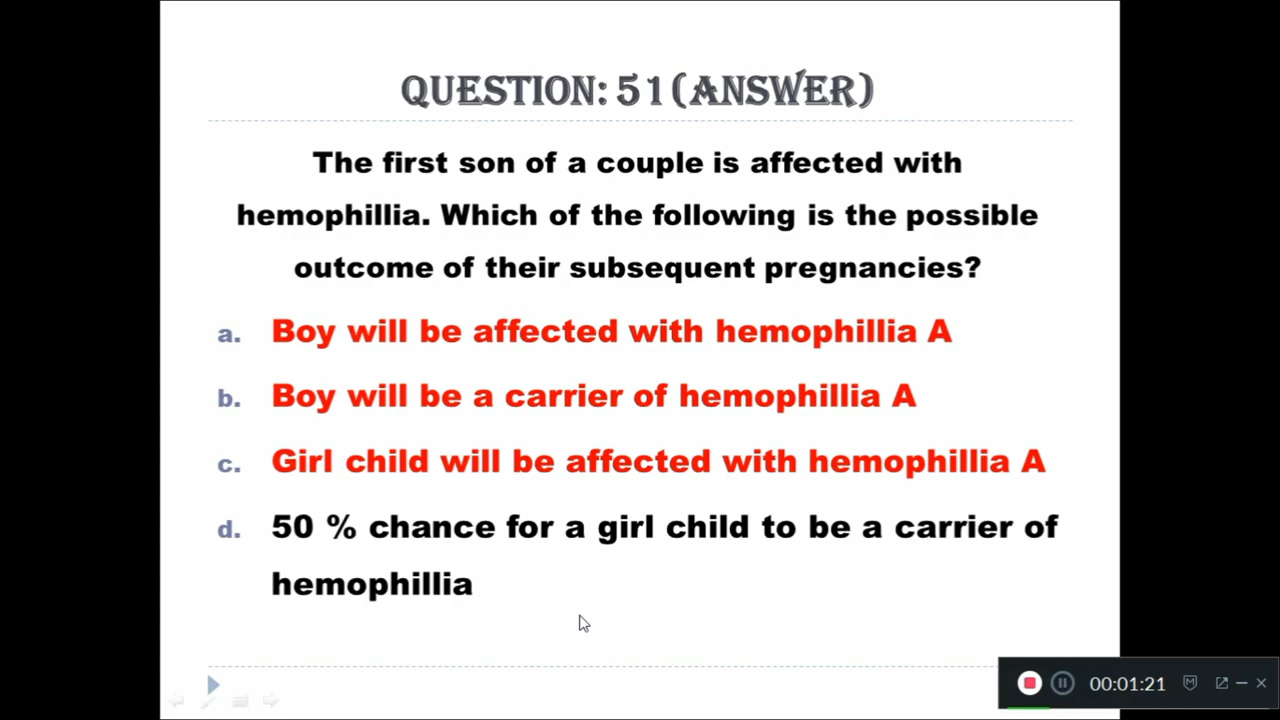 QUESTION: 51(ANSWER)
The first son of a couple is affected with
hemophillia. Which of the following is the possible
outcome of their subsequent pregnancies?
a. Boy will be affected with hemophillia A
b. Boy will be a carrier of hemophillia A
c. Girl child will be affected with hemophillia A
d. 50 % chance for a girl child to be a carrier of
hemophillia
00:01:21